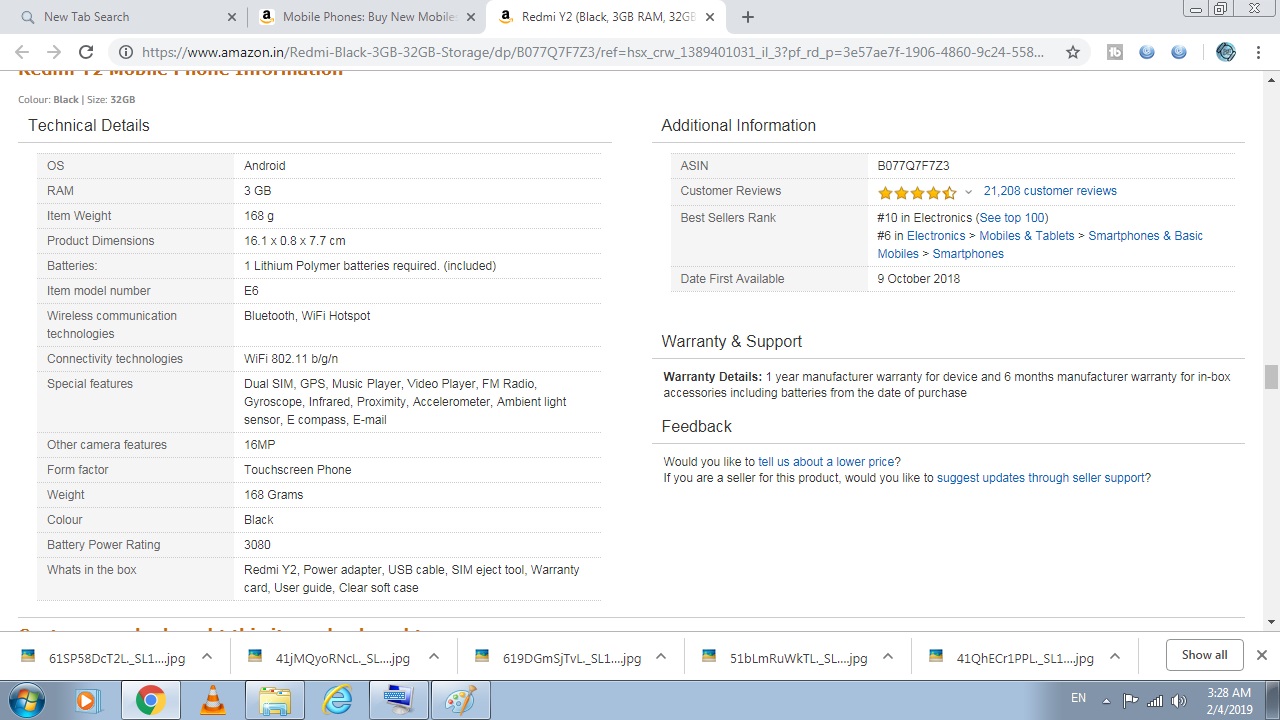 New Tab Search
Mobile Phones: Buy New Mobile
Redmi Y2 (Black, 3GB RAM, 32GB
https://www.amazon.in/Redmi-Black-3GB-32GB-Storage/dp/B077Q7F7Z3/ref=hsx_crw_1389401031_il_3?pf_rd_p=3e57ae7f-1906-4860-9c24-558...
Redmi Y2 Mobile Phone Information
Colour: Black | Size: 32GB
Technical Details
OS Android
RAM 3 GB
Item Weight 168 g
Product Dimensions 16.1 x 0.8 x 7.7 cm
Batteries: 1 Lithium Polymer batteries required. (included)
Item model number E6
Wireless communication Bluetooth, WiFi Hotspot
technologies
Connectivity technologies WiFi 802.11 b/g/n
Special features Dual SIM, GPS, Music Player, Video Player, FM Radio,
Gyroscope, Infrared, Proximity, Accelerometer, Ambient light
sensor, E compass, E-mail
Other camera features 16MP
Form factor Touchscreen Phone
Weight 168 Grams
Colour Black
Battery Power Rating 3080
Whats in the box Redmi Y2, Power adapter, USB cable, SIM eject tool, Warranty
card, User guide, Clear soft case
Additional Information
ASIN B077Q7F7Z3
Customer Reviews 21,208 customer reviews
Best Sellers Rank #10 in Electronics (See top 100)
#6 in Electronics > Mobiles & Tablets > Smartphones & Basic
Mobiles > Smartphones
Date First Available 9 October 2018
Warranty & Support
Warranty Details: 1 year manufacturer warranty for device and 6 months manufacturer warranty for in-box
accessories including batteries from the date of purchase
Feedback
Would you like to tell us about a lower price?
If you are a seller for this product, would you like to suggest updates through seller support?
61SP58DcT2L._SL1....jpg
41jMQyoRNcL._SL....jpg
619DGmSjTvL._SL1....jpg
51bLmRuWkTL._SL....jpg
41QhECr1PPL._SL1....jpg
Show all
EN
3:28 AM
2/4/2019